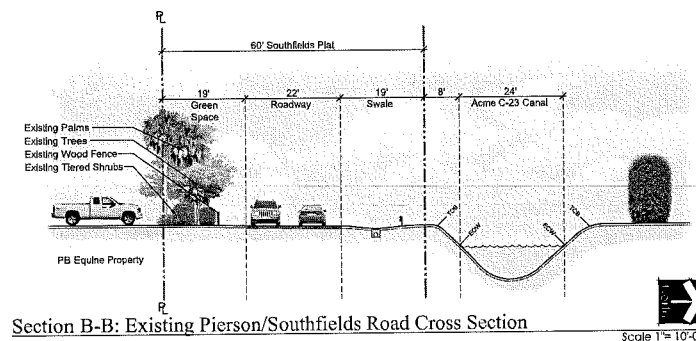 PL
60' Southfields Plat
19' 22' 19' 8' 24'
Green Space Roadway Swale Acme C-23 Canal
Existing Palms
Existing Trees
Existing Wood Fence
Existing Tiered Shrubs
TOB EOW EOW TOB
PB Equine Property
PL
Section B-B: Existing Pierson/Southfields Road Cross Section
Scale 1"= 10'-0